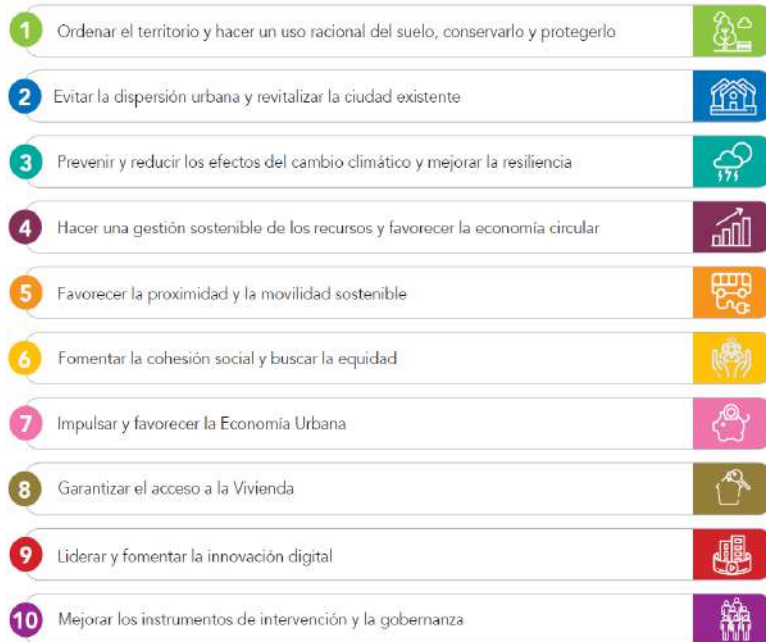 1 Ordenar el territorio y hacer un uso racional del suelo, conservarlo y protegerlo
2 Evitar la dispersión urbana y revitalizar la ciudad existente
3 Prevenir y reducir los efectos del cambio climático y mejorar la resiliencia
4 Hacer una gestión sostenible de los recursos y favorecer la economía circular
5 Favorecer la proximidad y la movilidad sostenible
6 Fomentar la cohesión social y buscar la equidad
7 Impulsar y favorecer la Economía Urbana
8 Garantizar el acceso a la Vivienda
9 Liderar y fomentar la innovación digital
10 Mejorar los instrumentos de intervención y la gobernanza